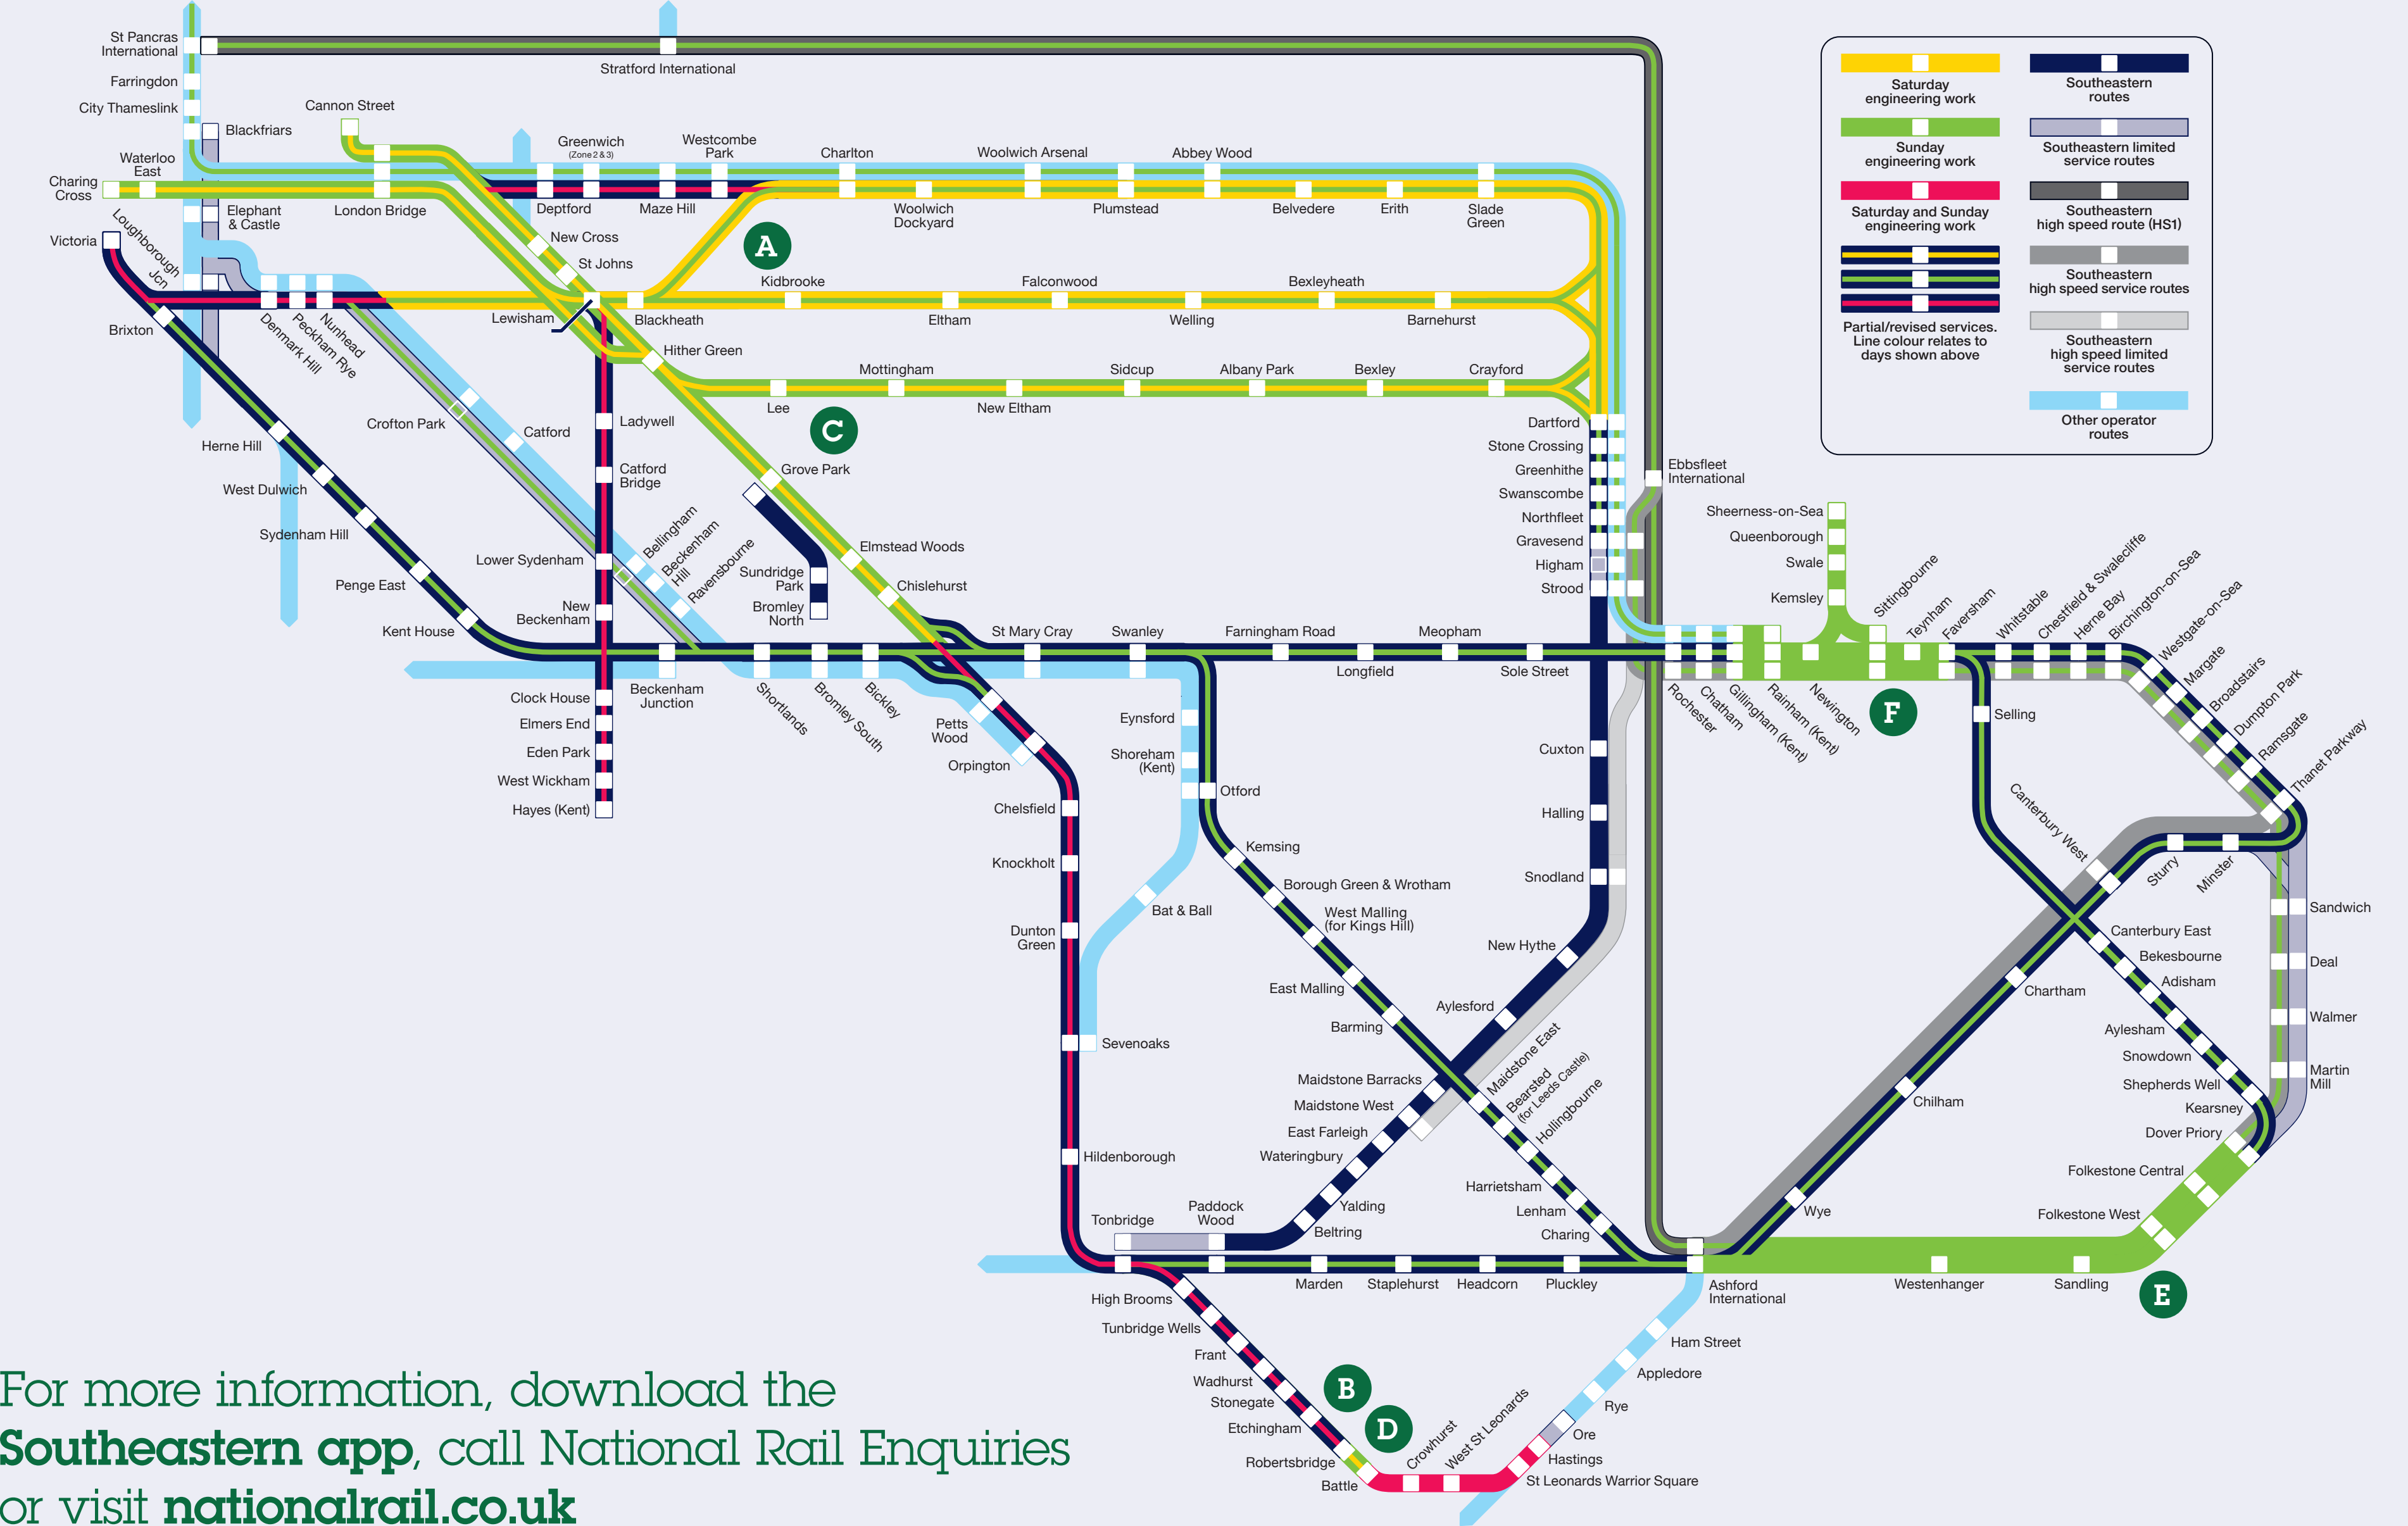 St Pancras
International
Stratford International
Farringdon
City Thameslink
Blackfriars
Cannon Street
Waterloo
East
Charing
Cross
Elephant
& Castle
London Bridge
Greenwich
(Zone 2 & 3)
Westcombe
Park
Charlton
Woolwich Arsenal
Abbey Wood
Deptford
Maze Hill
Woolwich
Dockyard
Plumstead
Belvedere
Erith
Slade
Green
Victoria
Loughborough
Jcn
New Cross
St Johns
A
Kidbrooke
Falconwood
Bexleyheath
Lewisham
Blackheath
Eltham
Welling
Barnehurst
Brixton
Denmark Hill
Peckham Rye
Nunhead
Hither Green
Mottingham
Sidcup
Albany Park
Bexley
Crayford
Lee
New Eltham
C
Crofton Park
Catford
Ladywell
Catford
Bridge
Herne Hill
West Dulwich
Sydenham Hill
Penge East
Kent House
Lower Sydenham
New
Beckenham
Bellingham
Beckenham
Hill
Ravensbourne
Grove Park
Elmstead Woods
Chislehurst
Sundridge
Park
Bromley
North
Dartford
Stone Crossing
Greenhithe
Swanscombe
Northfleet
Gravesend
Higham
Strood
Ebbsfleet
International
Sheerness-on-Sea
Queenborough
Swale
Kemsley
Sittingbourne
Teynham
Faversham
Whitstable
Chestfield & Swalecliffe
Herne Bay
Birchington-on-Sea
Westgate-on-Sea
Margate
Broadstairs
Dumpton Park
Ramsgate
Thanet Parkway
St Mary Cray
Swanley
Farningham Road
Longfield
Meopham
Sole Street
Rochester
Chatham
Gillingham (Kent)
Rainham (Kent)
Newington
F
Selling
Clock House
Elmers End
Eden Park
West Wickham
Hayes (Kent)
Beckenham
Junction
Shortlands
Bromley South
Bickley
Petts
Wood
Orpington
Chelsfield
Knockholt
Dunton
Green
Sevenoaks
Hildenborough
Eynsford
Shoreham
(Kent)
Otford
Bat & Ball
Kemsing
Borough Green & Wrotham
West Malling
(for Kings Hill)
East Malling
Barming
Maidstone East
Bearsted
(for Leeds Castle)
Hollingbourne
Harrietsham
Lenham
Charing
Cuxton
Halling
Snodland
New Hythe
Aylesford
Maidstone Barracks
Maidstone West
East Farleigh
Wateringbury
Yalding
Beltring
Tonbridge
Paddock
Wood
Marden
Staplehurst
Headcorn
Pluckley
Ashford
International
Westenhanger
Sandling
E
Canterbury West
Sturry
Minster
Canterbury East
Bekesbourne
Adisham
Aylesham
Snowdown
Shepherds Well
Kearsney
Dover Priory
Folkestone Central
Folkestone West
Chartham
Chilham
Wye
Sandwich
Deal
Walmer
Martin
Mill
High Brooms
Tunbridge Wells
Frant
Wadhurst
Stonegate
Etchingham
Robertsbridge
Battle
B
D
Crowhurst
West St Leonards
St Leonards Warrior Square
Hastings
Ore
Rye
Appledore
Ham Street
Saturday
engineering work
Sunday
engineering work
Saturday and Sunday
engineering work
Partial/revised services.
Line colour relates to
days shown above
Southeastern
routes
Southeastern limited
service routes
Southeastern
high speed route (HS1)
Southeastern
high speed service routes
Southeastern
high speed limited
service routes
Other operator
routes
For more information, download the
Southeastern app, call National Rail Enquiries
or visit nationalrail.co.uk